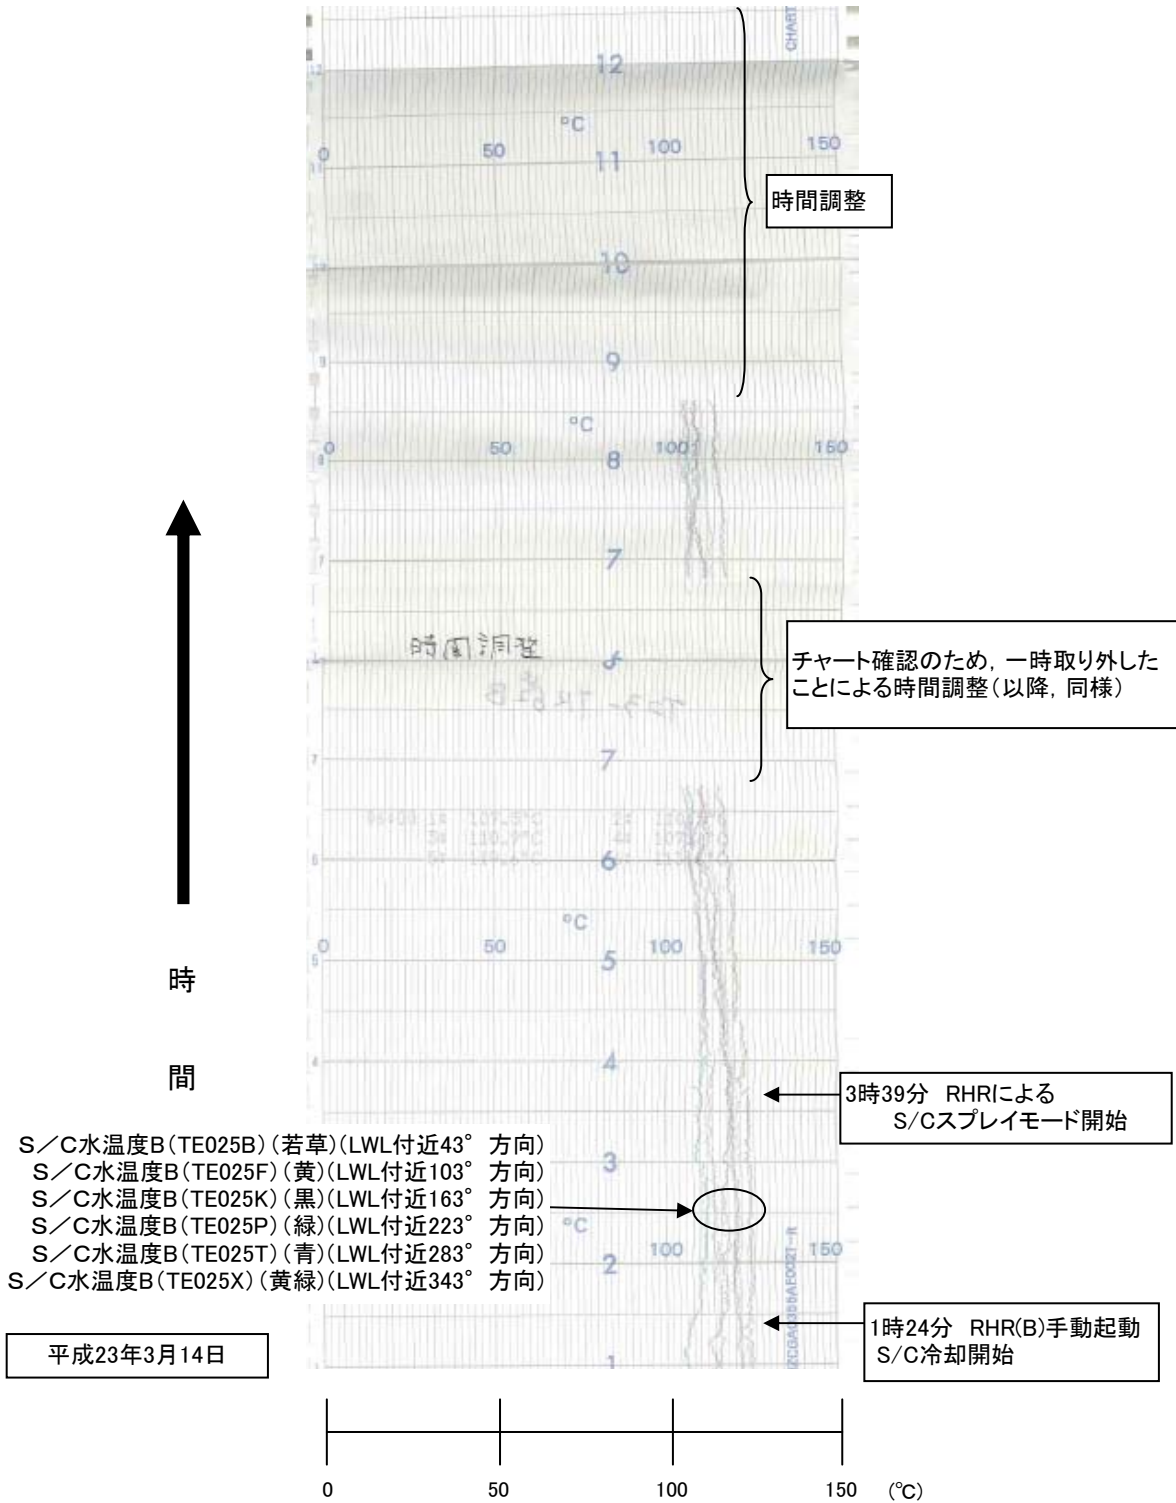 CHART
12
12
°C
0 50 100 150
11
11
時間調整
10
9
9
°C
0 50 100 150
8
8
7
7
時間調整
チャート確認のため，一時取り外した
ことによる時間調整（以降，同様）
7
7
6
6
°C
0 50 100 150
5
5
時
間
4
4
3時39分 RHRによる
S/Cスプレイモード開始
S／C水温度B（TE025B）（若草）（LWL付近43°方向）
S／C水温度B（TE025F）（黄）（LWL付近103°方向）
S／C水温度B（TE025K）（黒）（LWL付近163°方向）
S／C水温度B（TE025P）（緑）（LWL付近223°方向）
S／C水温度B（TE025T）（青）（LWL付近283°方向）
S／C水温度B（TE025X）（黄緑）（LWL付近343°方向）
3
°C
100 150
2
1時24分 RHR(B)手動起動
S/C冷却開始
平成23年3月14日
1
0 50 100 150 (℃)